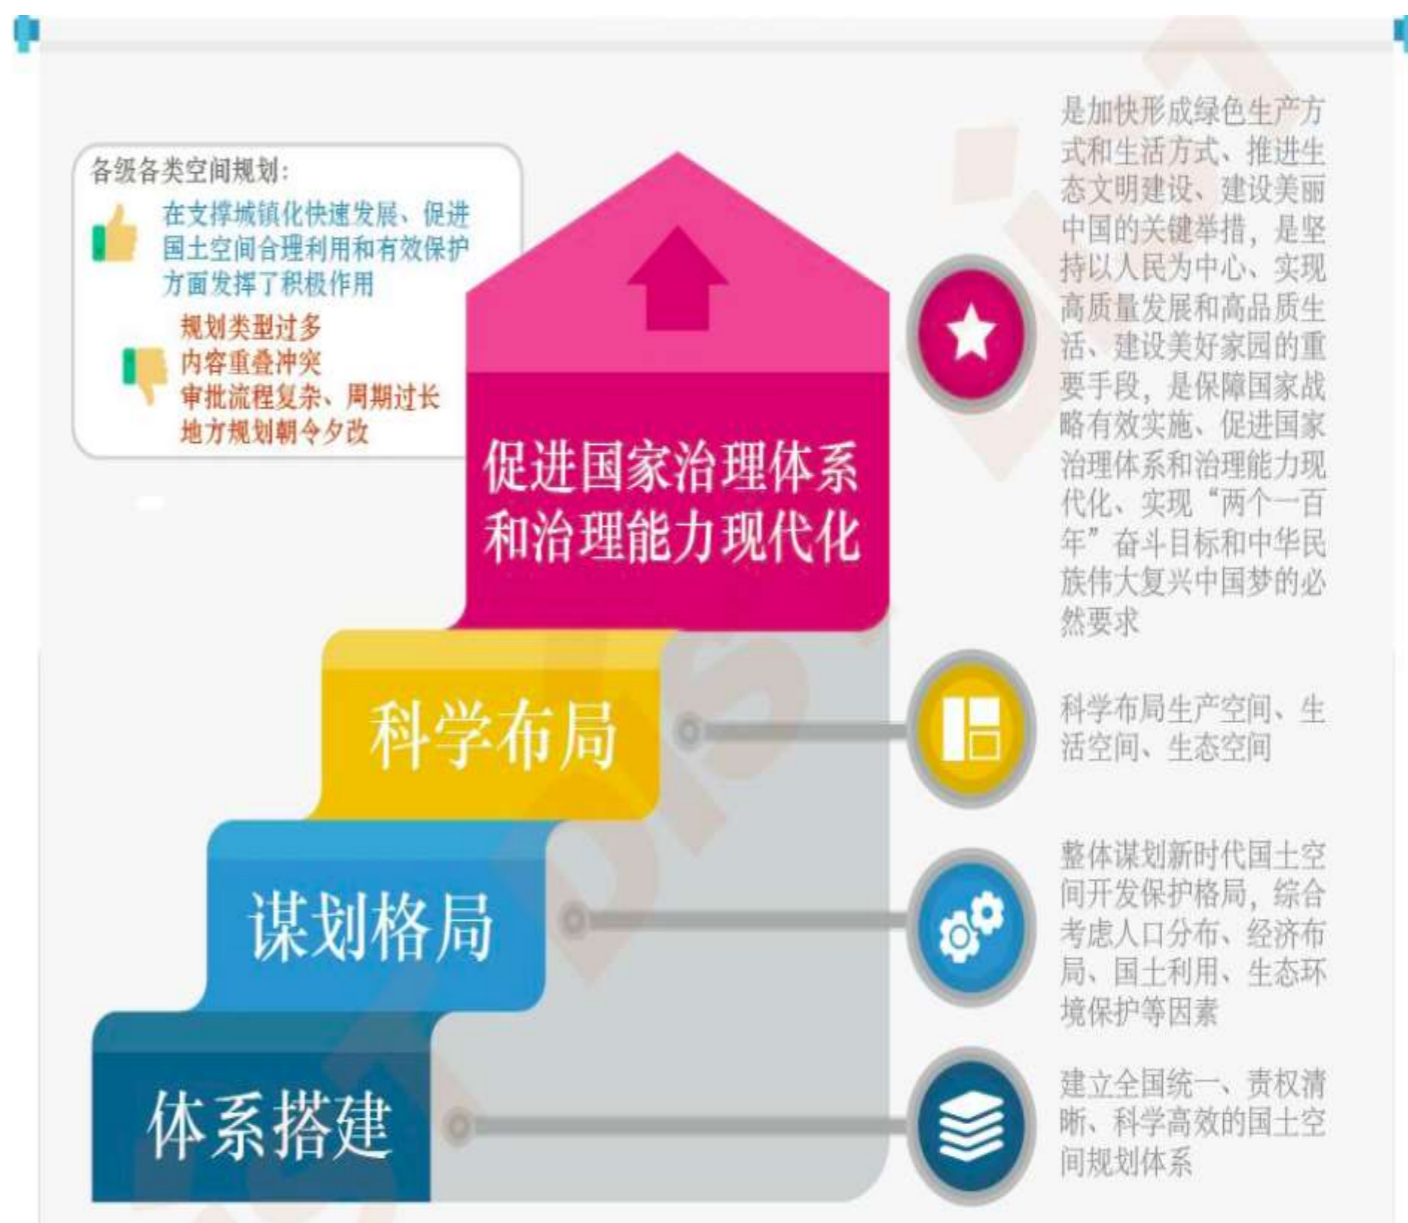 各级各类空间规划:
在支撑城镇化快速发展、促进
国土空间合理利用和有效保护
方面发挥了积极作用
规划类型过多
内容重叠冲突
审批流程复杂、周期过长
地方规划朝令夕改
促进国家治理体系
和治理能力现代化
是加快形成绿色生产方
式和生活方式、推进生
态文明建设、建设美丽
中国的关键举措，是坚
持以人民为中心、实现
高质量发展和高品质生
活、建设美好家园的重
要手段，是保障国家战
略有效实施、促进国家
治理体系和治理能力现
代化、实现“两个一百
年”奋斗目标和中华民
族伟大复兴中国梦的必
然要求
科学布局
科学布局生产空间、生
活空间、生态空间
谋划格局
整体谋划新时代国土空
间开发保护格局，综合
考虑人口分布、经济布
局、国土利用、生态环
境保护等因素
体系搭建
建立全国统一、责权清
晰、科学高效的国土空
间规划体系